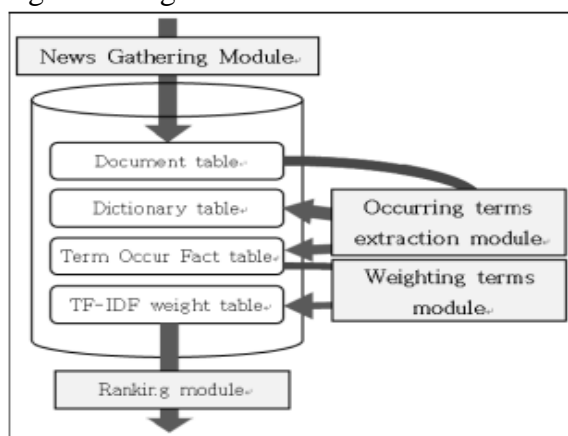 News Gathering Module
Document table
Dictionary table
Term Occur Fact table
TF-IDF weight table
Occurring terms
extraction module
Weighting terms
module
Ranking module